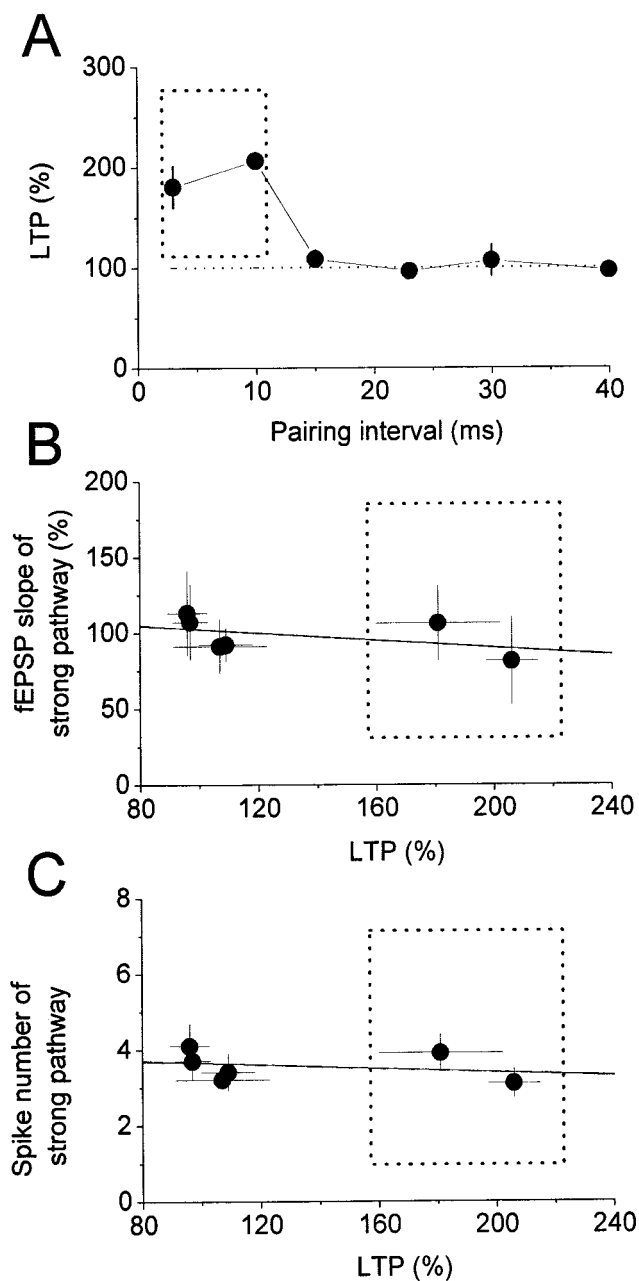 A
300
200
100
0
LTP (%)
0 10 20 30 40
Pairing interval (ms)
B
200
150
100
50
0
fEPSP slope of
strong pathway (%)
80 120 160 200 240
LTP (%)
C
8
6
4
2
0
Spike number of
strong pathway
80 120 160 200 240
LTP (%)